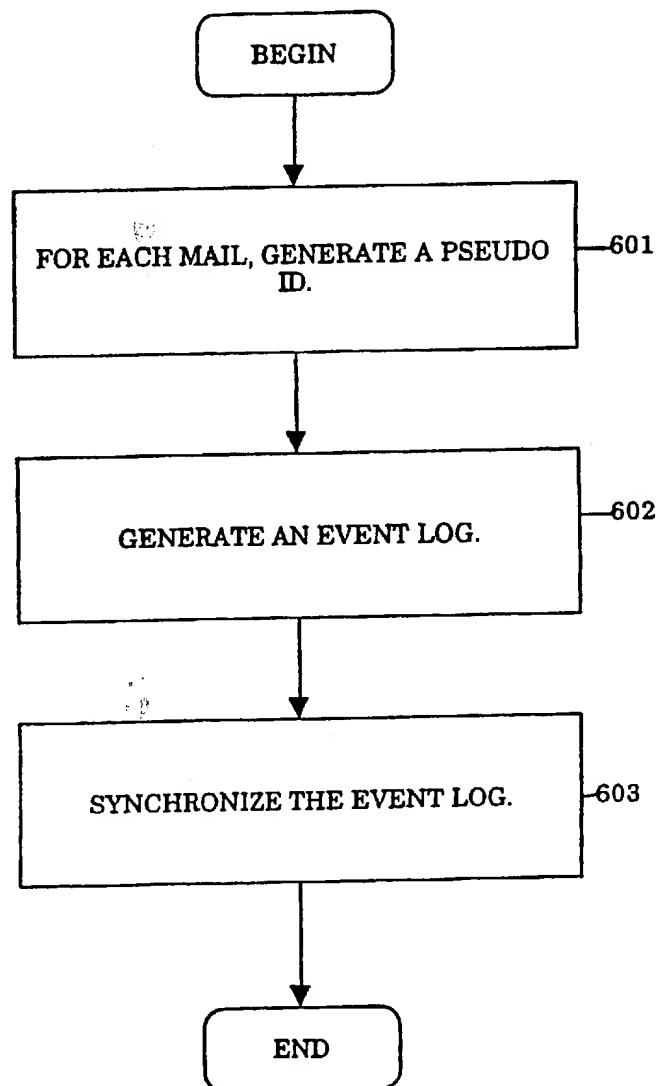 BEGIN
FOR EACH MAIL, GENERATE A PSEUDO
ID.
601
GENERATE AN EVENT LOG.
602
SYNCHRONIZE THE EVENT LOG.
603
END